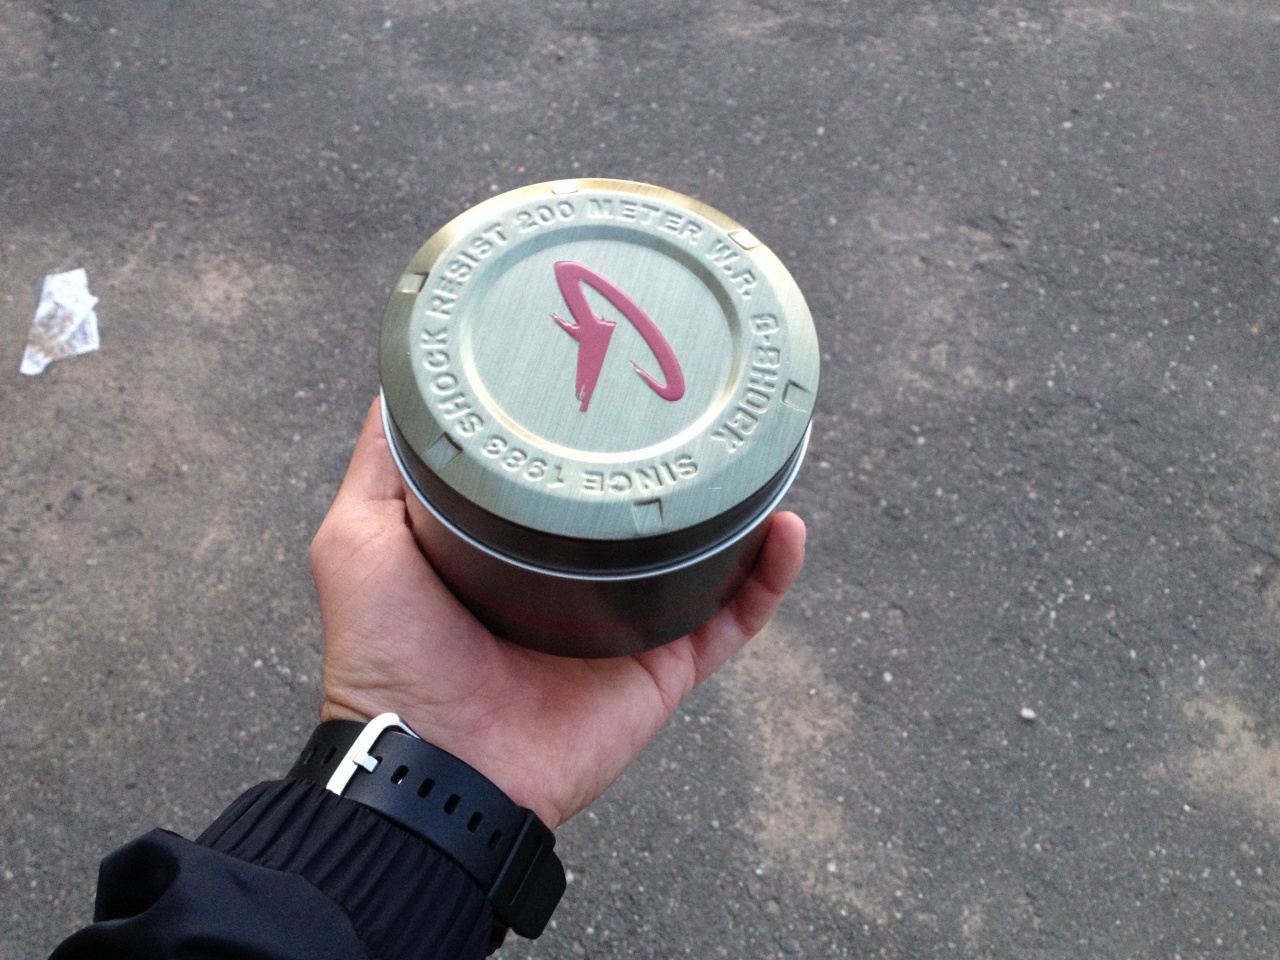 SHOCK RESIST 200 METER W.R. G-SHOCK SINCE 1983